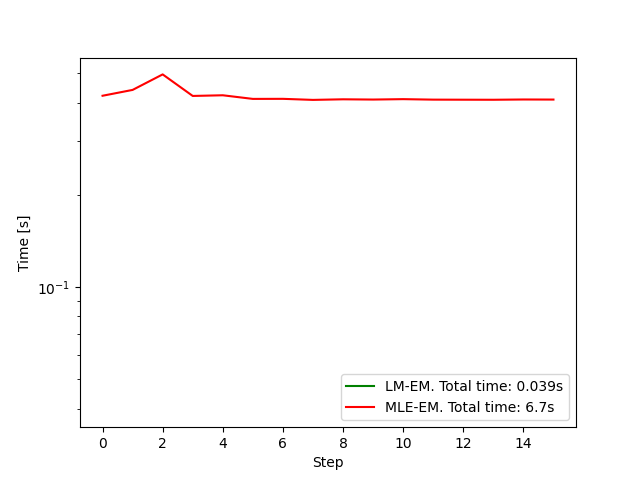 Time [s]
10⁻¹
LM-EM. Total time: 0.039s
MLE-EM. Total time: 6.7s
0 2 4 6 8 10 12 14
Step